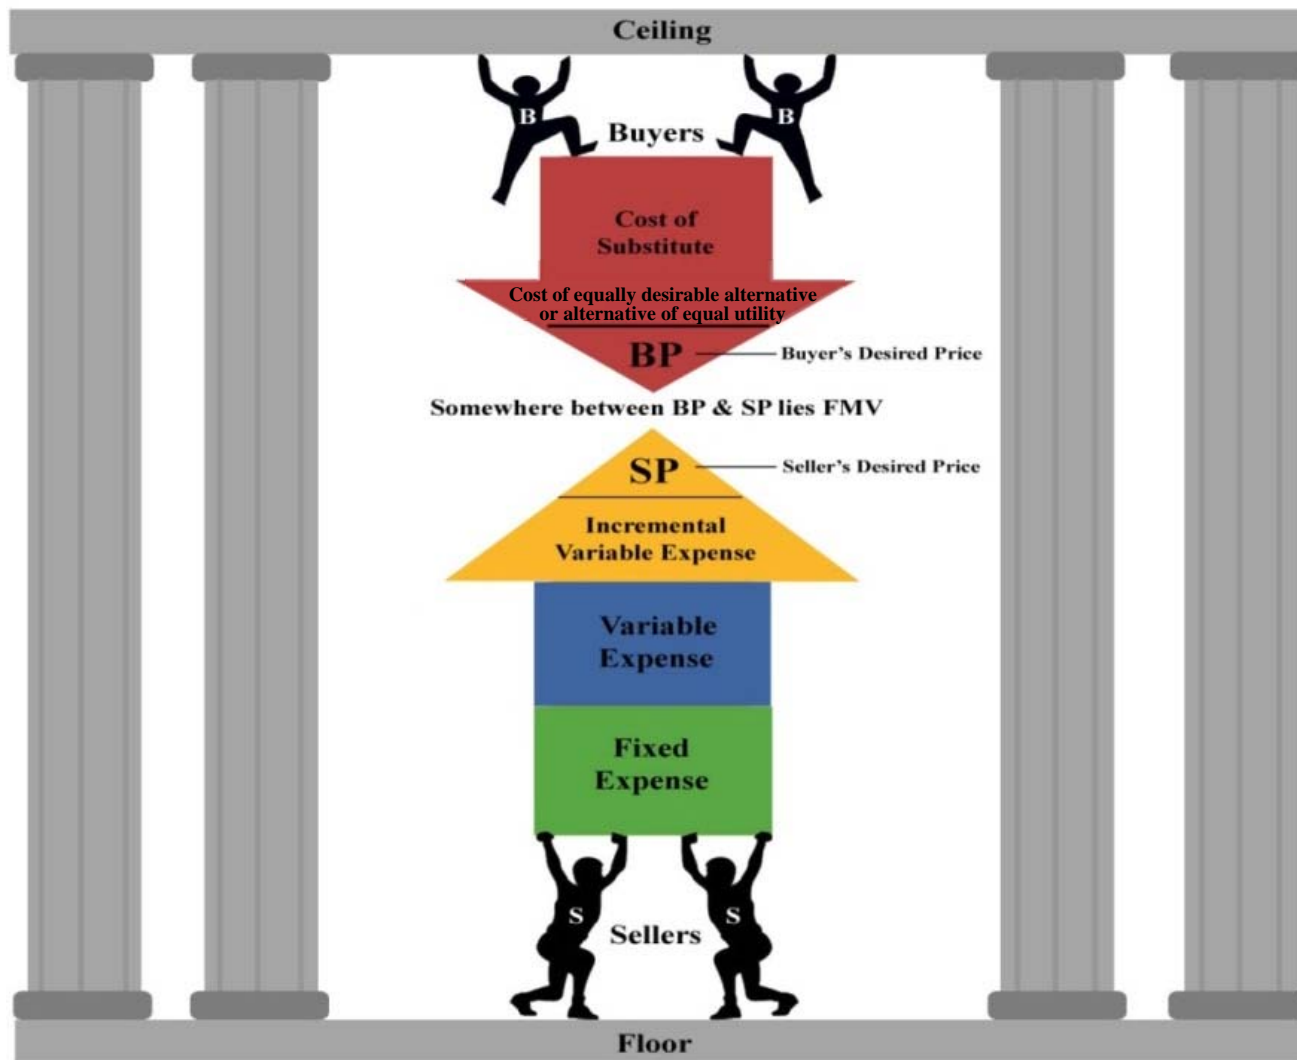 Ceiling
B
B
Buyers
Cost of
Substitute
Cost of equally desirable alternative
or alternative of equal utility
BP
Buyer's Desired Price
Somewhere between BP & SP lies FMV
SP
Seller's Desired Price
Incremental
Variable Expense
Variable
Expense
Fixed
Expense
S
S
Sellers
Floor